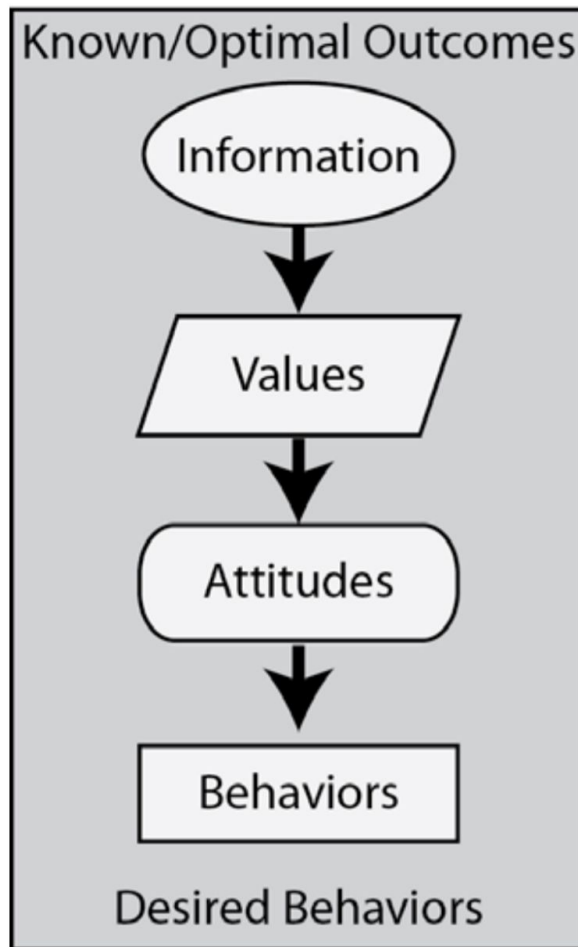 Known/Optimal Outcomes
Information
Values
Attitudes
Behaviors
Desired Behaviors